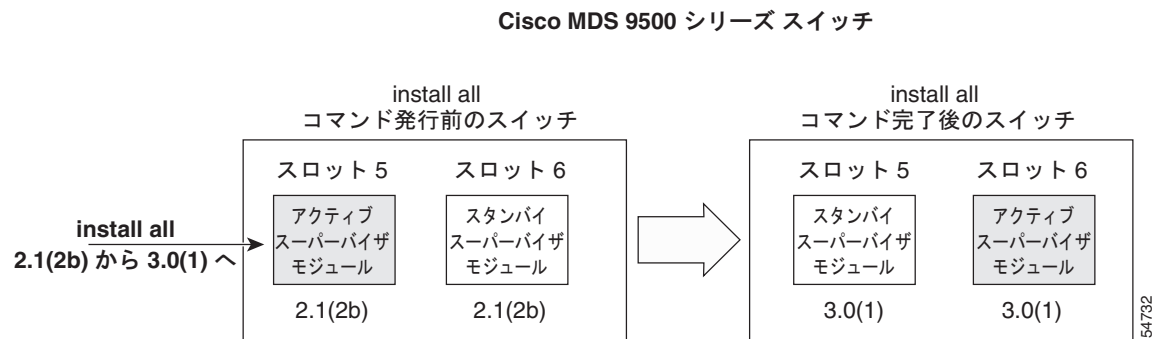 Cisco MDS 9500 シリーズ スイッチ
install all
コマンド発行前のスイッチ
install all
コマンド完了後のスイッチ
スロット 5
スロット 6
スロット 5
スロット 6
install all
2.1(2b) から 3.0(1) へ
アクティブ
スーパーバイザ
モジュール
スタンバイ
スーパーバイザ
モジュール
スタンバイ
スーパーバイザ
モジュール
アクティブ
スーパーバイザ
モジュール
2.1(2b)
2.1(2b)
3.0(1)
3.0(1)
54732